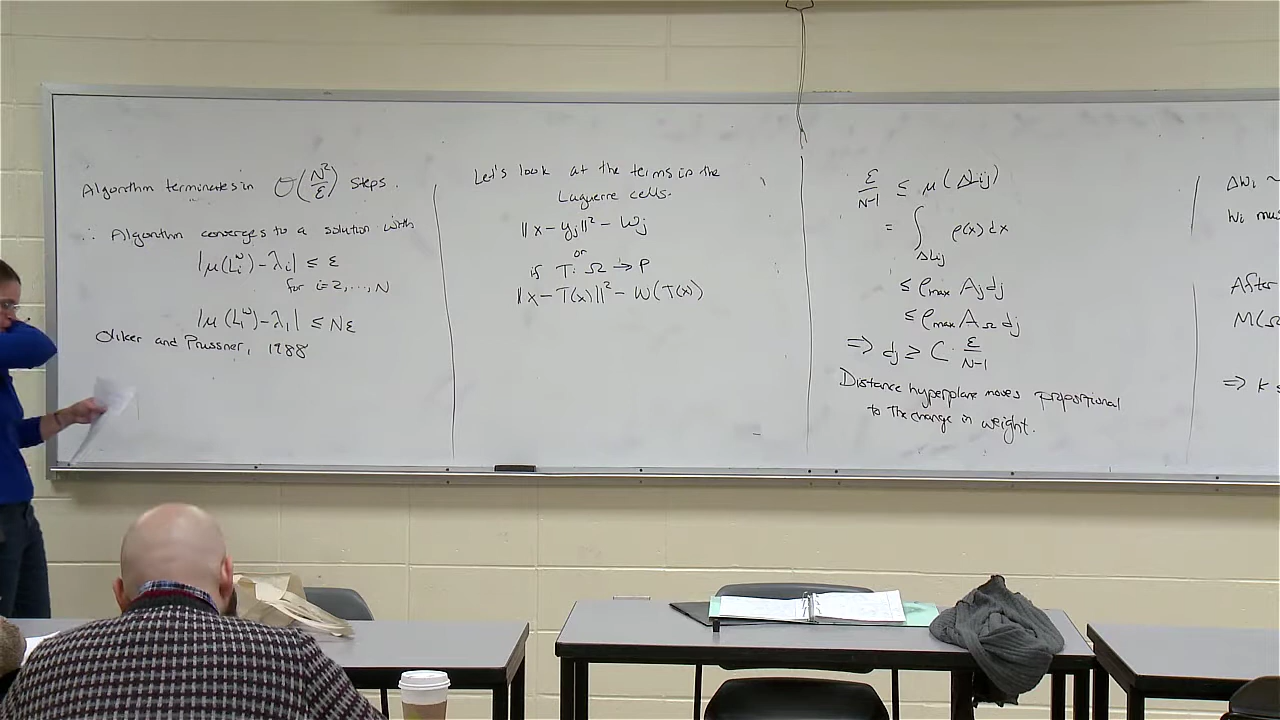 Algorithm terminates in O(N²/ε) steps.
∴ Algorithm converges to a solution with
|μ(Lᵢʷ)-λᵢ| ≤ ε
for i=2,...,N
|μ(L₁ʷ)-λ₁| ≤ Nε
Oliker and Prussner, 1988
Let's look at the terms in the
Laguerre cells.
||x-yⱼ||²-wⱼ
or
if T: Ω → P
||x-T(x)||²-w(T(x))
ε/N-1 ≤ μ(Δᵢⱼ)
= ∫_Δᵢⱼ ρ(x)dx
≤ ρmax Aⱼ dⱼ
≤ ρmax A_Ω dⱼ
⇒ dⱼ ≥ C · ε/N-1
Distance hyperplane moves proportional
to the change in weight.
Δwᵢ ~
wᵢ
After
⇒ k